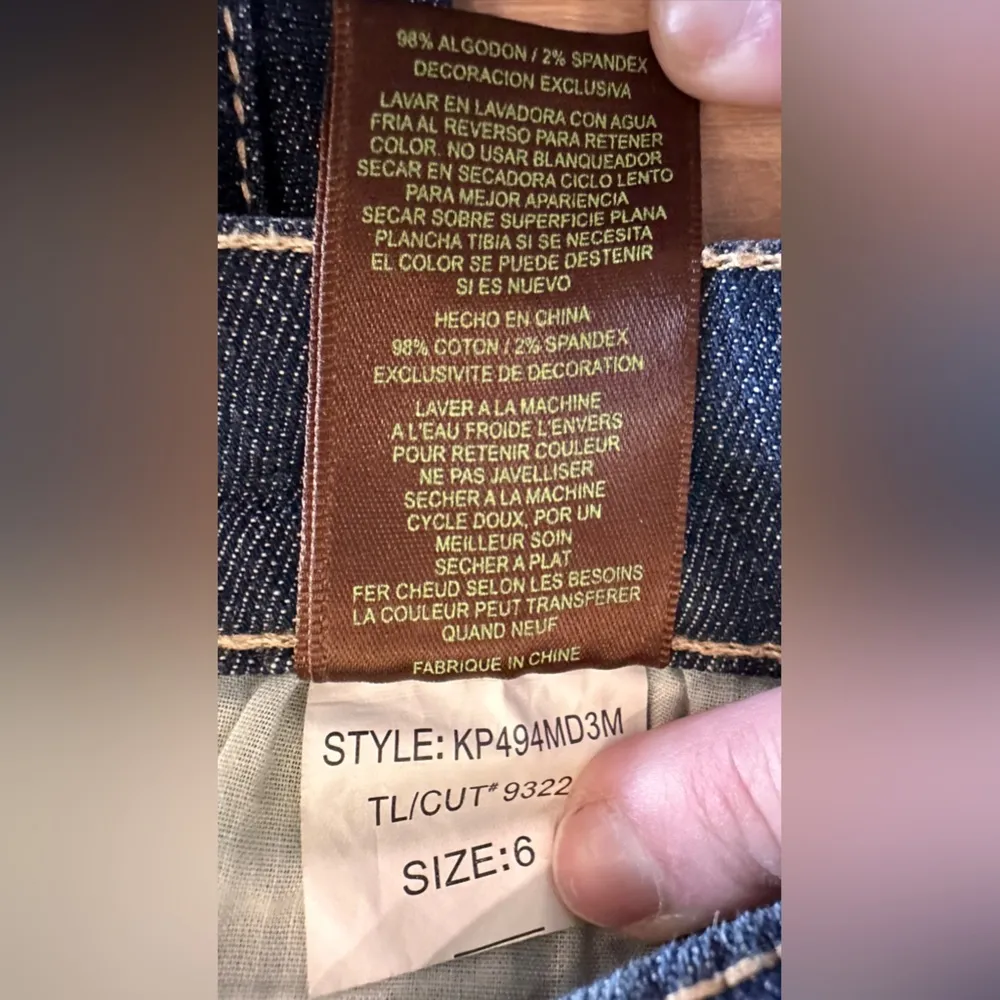 98% ALGODON / 2% SPANDEX
DECORACION EXCLUSIVA
LAVAR EN LAVADORA CON AGUA
FRIA AL REVERSO PARA RETENER
COLOR. NO USAR BLANQUEADOR
SECAR EN SECADORA CICLO LENTO
PARA MEJOR APARIENCIA
SECAR SOBRE SUPERFICIE PLANA
PLANCHA TIBIA SI SE NECESITA
EL COLOR SE PUEDE DESTENIR
SI ES NUEVO
HECHO EN CHINA
98% COTON / 2% SPANDEX
EXCLUSIVITE DE DECORATION
LAVER A LA MACHINE
A L'EAU FROIDE L'ENVERS
POUR RETENIR COULEUR
NE PAS JAVELLISER
SECHER A LA MACHINE
CYCLE DOUX, POR UN
MEILLEUR SOIN
SECHER A PLAT
FER CHEUD SELON LES BESOINS
LA COULEUR PEUT TRANSFERER
QUAND NEUF
FABRIQUE IN CHINE
STYLE: KP494MD3M
TL/CUT# 9322
SIZE:6